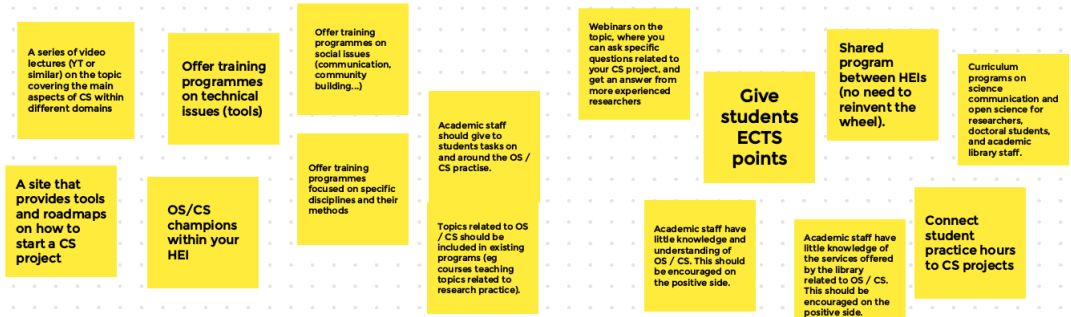 A series of video
lectures (YT or
similar) on the topic
covering the main
aspects of CS within
different domains
Offer training
programmes
on technical
issues (tools)
Offer training
programmes on
social issues
(communication,
community
building...)
A site that
provides tools
and roadmaps
on how to
start a CS
project
OS/CS
champions
within your
HEI
Offer training
programmes
focused on specific
disciplines and their
methods
Academic staff
should give to
students tasks on
and around the OS /
CS practise.
Topics related to OS
/ CS should be
included in existing
programs (eg
courses teaching
topics related to
research practice).
Webinars on the
topic, where you
can ask specific
questions related to
your CS project, and
get an answer from
more experienced
researchers
Give
students
ECTS
points
Shared
program
between HEIs
(no need to
reinvent the
wheel).
Curriculum
programs on
science
communication and
open science for
researchers,
doctoral students,
and academic
library staff.
Academic staff have
little knowledge and
understanding of
OS / CS. This should
be encouraged on
the positive side.
Academic staff have
little knowledge of
the services offered
by the library
related to OS / CS.
This should be
encouraged on the
positive side.
Connect
student
practice hours
to CS projects